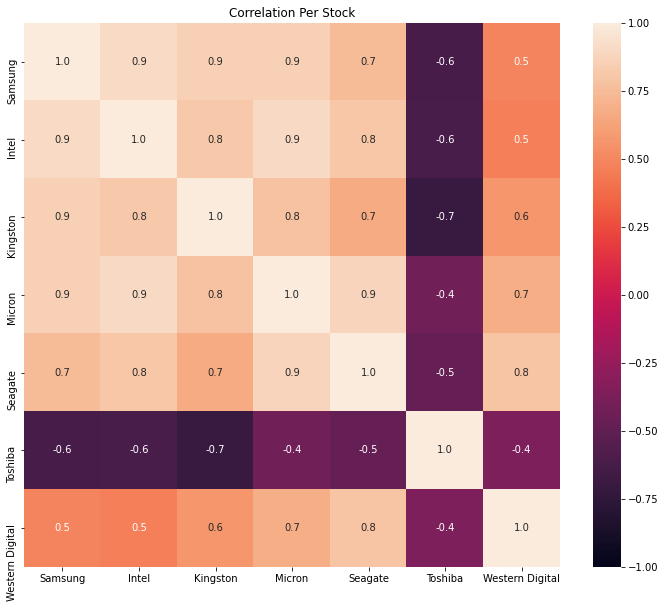 Correlation Per Stock
Samsung 1.0 0.9 0.9 0.9 0.7 -0.6 0.5
Intel 0.9 1.0 0.8 0.9 0.8 -0.6 0.5
Kingston 0.9 0.8 1.0 0.8 0.7 -0.7 0.6
Micron 0.9 0.9 0.8 1.0 0.9 -0.4 0.7
Seagate 0.7 0.8 0.7 0.9 1.0 -0.5 0.8
Toshiba -0.6 -0.6 -0.7 -0.4 -0.5 1.0 -0.4
Western Digital 0.5 0.5 0.6 0.7 0.8 -0.4 1.0
Samsung Intel Kingston Micron Seagate Toshiba Western Digital
1.00
0.75
0.50
0.25
0.00
−0.25
−0.50
−0.75
−1.00